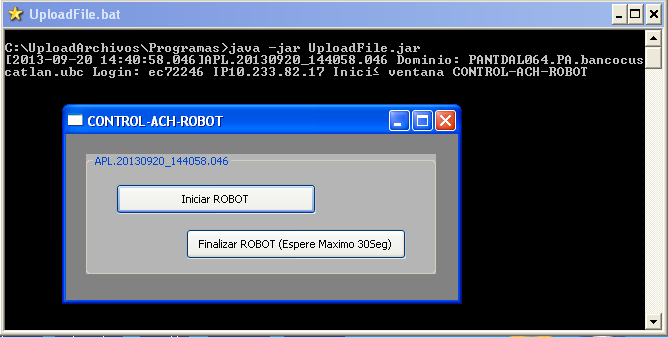 UploadFile.bat
C:\UploadArchivos\Programas>java -jar UploadFile.jar
[2013-09-20 14:40:58.046]APL.20130920_144058.046 Dominio: PANTDAL064.PA.bancocus
catlan.ubc Login: ec72246 IP10.233.82.17 Inici≤ ventana CONTROL-ACH-ROBOT
CONTROL-ACH-ROBOT
APL.20130920_144058.046
Iniciar ROBOT
Finalizar ROBOT (Espere Maximo 30Seg)